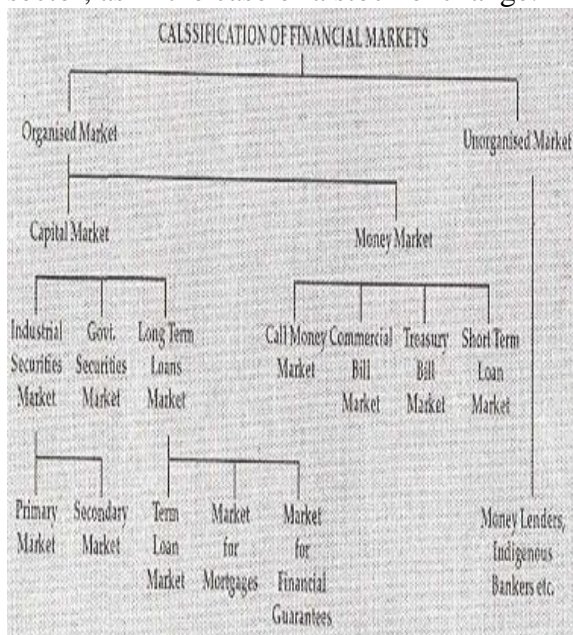 CALSSIFICATION OF FINANCIAL MARKETS
Organised Market
Unorganised Market
Capital Market
Money Market
Industrial
Securities
Market
Govt.
Securities
Market
Long Term
Loans
Market
Call Money
Market
Commercial
Bill
Market
Treasury
Bill
Market
Short Term
Loan
Market
Primary
Market
Secondary
Market
Term
Loan
Market
Market
for
Mortgages
Market
for
Financial
Guarantees
Money Lenders,
Indigenous
Bankers etc.